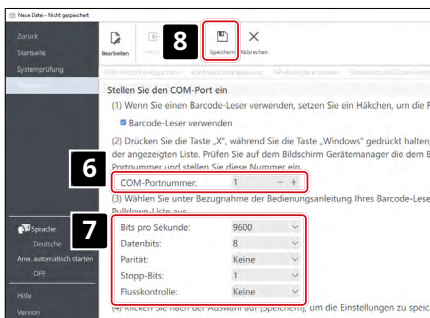 Neue Datei - Nicht gespeichert
Zurück
Startseite
Systemprüfung
Bearbeiten
8
Speichern
Abbrechen
Stellen Sie den COM-Port ein
(1) Wenn Sie einen Barcode-Leser verwenden, setzen Sie ein Häkchen, um die F
Barcode-Leser verwenden
(2) Drücken Sie die Taste „X", während Sie die Taste „Windows" gedrückt halten,
der angezeigten Liste. Prüfen Sie auf dem Bildschirm Gerätemanager die dem B
Portnummer und stellen Sie diese Nummer ein.
6
COM-Portnummer: 1 - +
(3) Wählen Sie unter Bezugnahme der Bedienungsanleitung Ihres Barcode-Lese
Pulldown-Liste aus.
7
Bits pro Sekunde: 9600
Datenbits: 8
Parität: Keine
Stopp-Bits: 1
Flusskontrolle: Keine
(4) Klicken Sie nach der Auswahl auf [Speichern], um die Einstellungen zu speic
Sprache
Deutsche
Anw. automatisch starten
OFF
Hilfe
Version